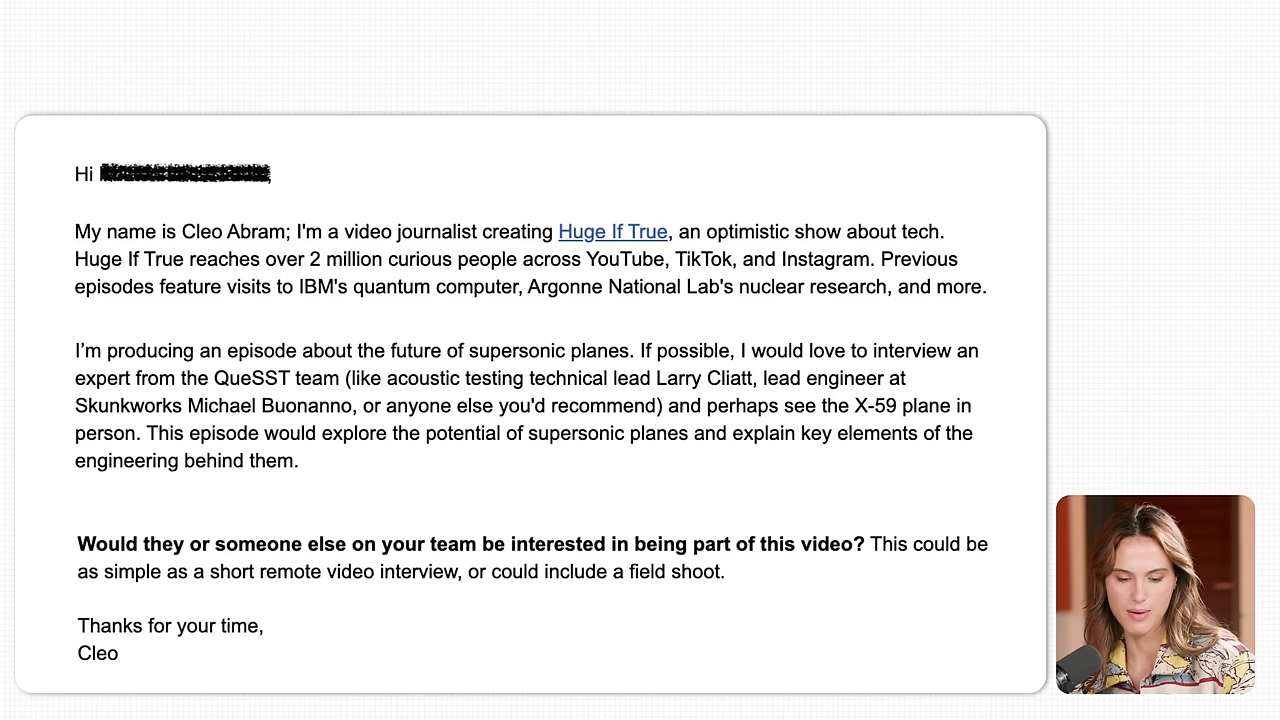 Hi
My name is Cleo Abram; I'm a video journalist creating Huge If True, an optimistic show about tech.
Huge If True reaches over 2 million curious people across YouTube, TikTok, and Instagram. Previous
episodes feature visits to IBM's quantum computer, Argonne National Lab's nuclear research, and more.
I’m producing an episode about the future of supersonic planes. If possible, I would love to interview an
expert from the QueSST team (like acoustic testing technical lead Larry Cliatt, lead engineer at
Skunkworks Michael Buonanno, or anyone else you'd recommend) and perhaps see the X-59 plane in
person. This episode would explore the potential of supersonic planes and explain key elements of the
engineering behind them.
Would they or someone else on your team be interested in being part of this video? This could be
as simple as a short remote video interview, or could include a field shoot.
Thanks for your time,
Cleo